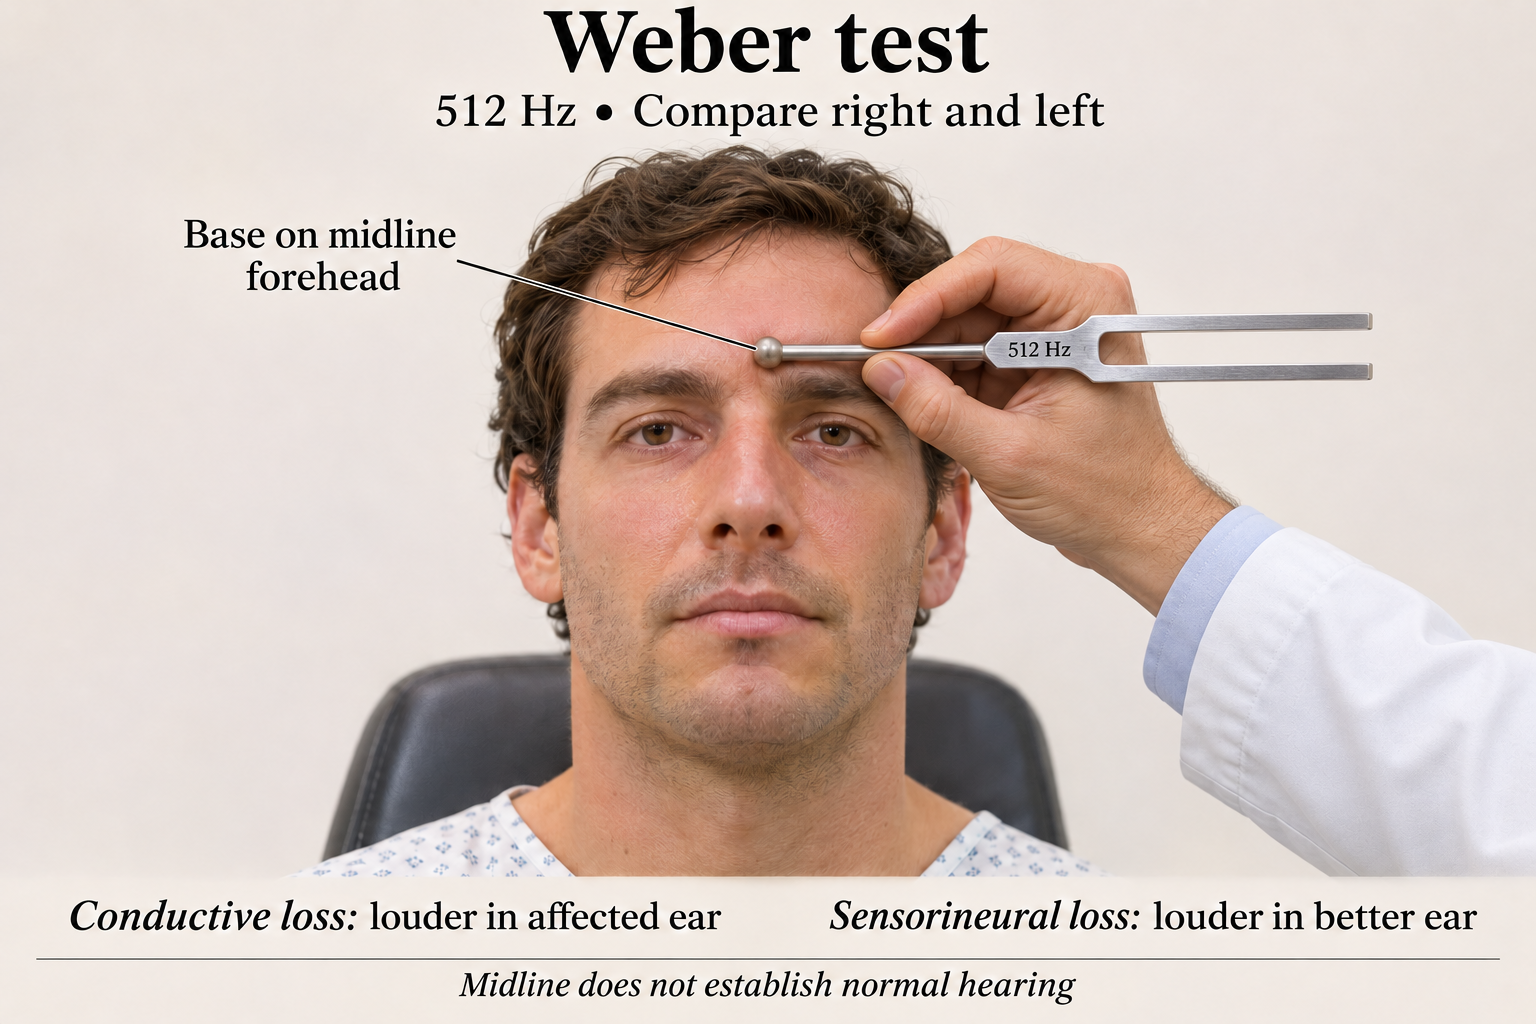 Weber test
512 Hz • Compare right and left
Base on midline
forehead
512 Hz
Conductive loss: louder in affected ear
Sensorineural loss: louder in better ear
Midline does not establish normal hearing